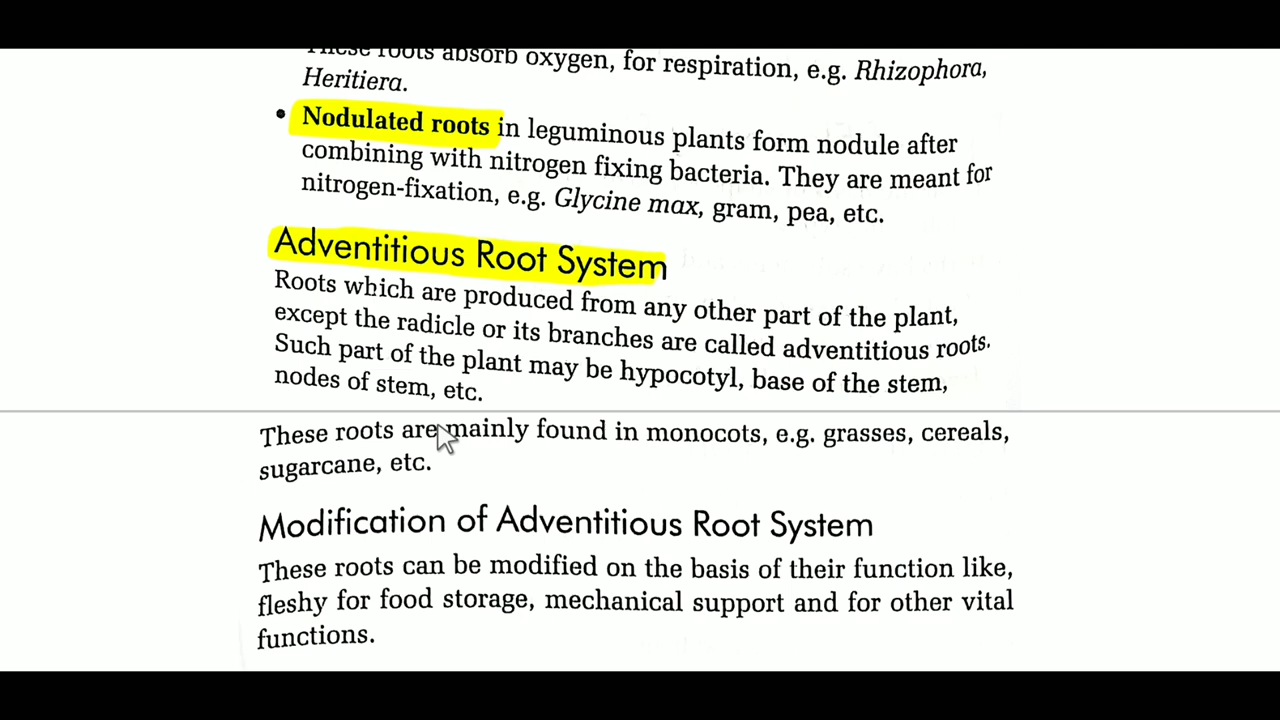 These roots absorb oxygen, for respiration, e.g. Rhizophora,
Heritiera.
• Nodulated roots in leguminous plants form nodule after
combining with nitrogen fixing bacteria. They are meant for
nitrogen-fixation, e.g. Glycine max, gram, pea, etc.
Adventitious Root System
Roots which are produced from any other part of the plant,
except the radicle or its branches are called adventitious roots.
Such part of the plant may be hypocotyl, base of the stem,
nodes of stem, etc.
These roots are mainly found in monocots, e.g. grasses, cereals,
sugarcane, etc.
Modification of Adventitious Root System
These roots can be modified on the basis of their function like,
fleshy for food storage, mechanical support and for other vital
functions.